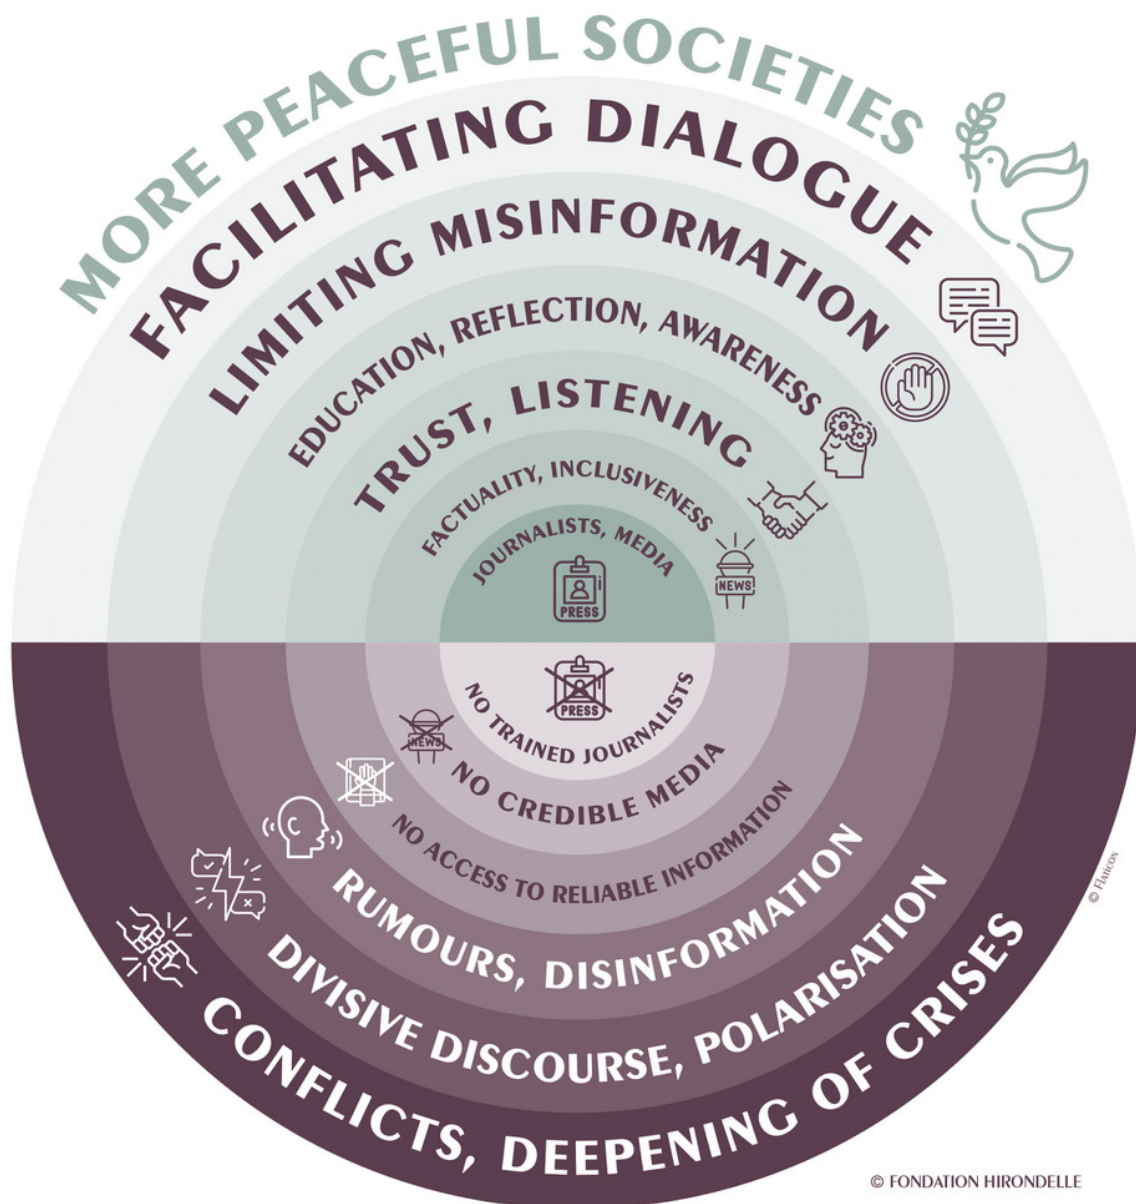 MORE PEACEFUL SOCIETIES
FACILITATING DIALOGUE
LIMITING MISINFORMATION
EDUCATION, REFLECTION, AWARENESS
TRUST, LISTENING
FACTUALITY, INCLUSIVENESS
NEWS
JOURNALISTS, MEDIA
PRESS
PRESS
NO TRAINED JOURNALISTS
NEWS
NO CREDIBLE MEDIA
NO ACCESS TO RELIABLE INFORMATION
RUMOURS, DISINFORMATION
DIVISIVE DISCOURSE, POLARISATION
CONFLICTS, DEEPENING OF CRISES
© FLATICON
© FONDATION HIRONDELLE